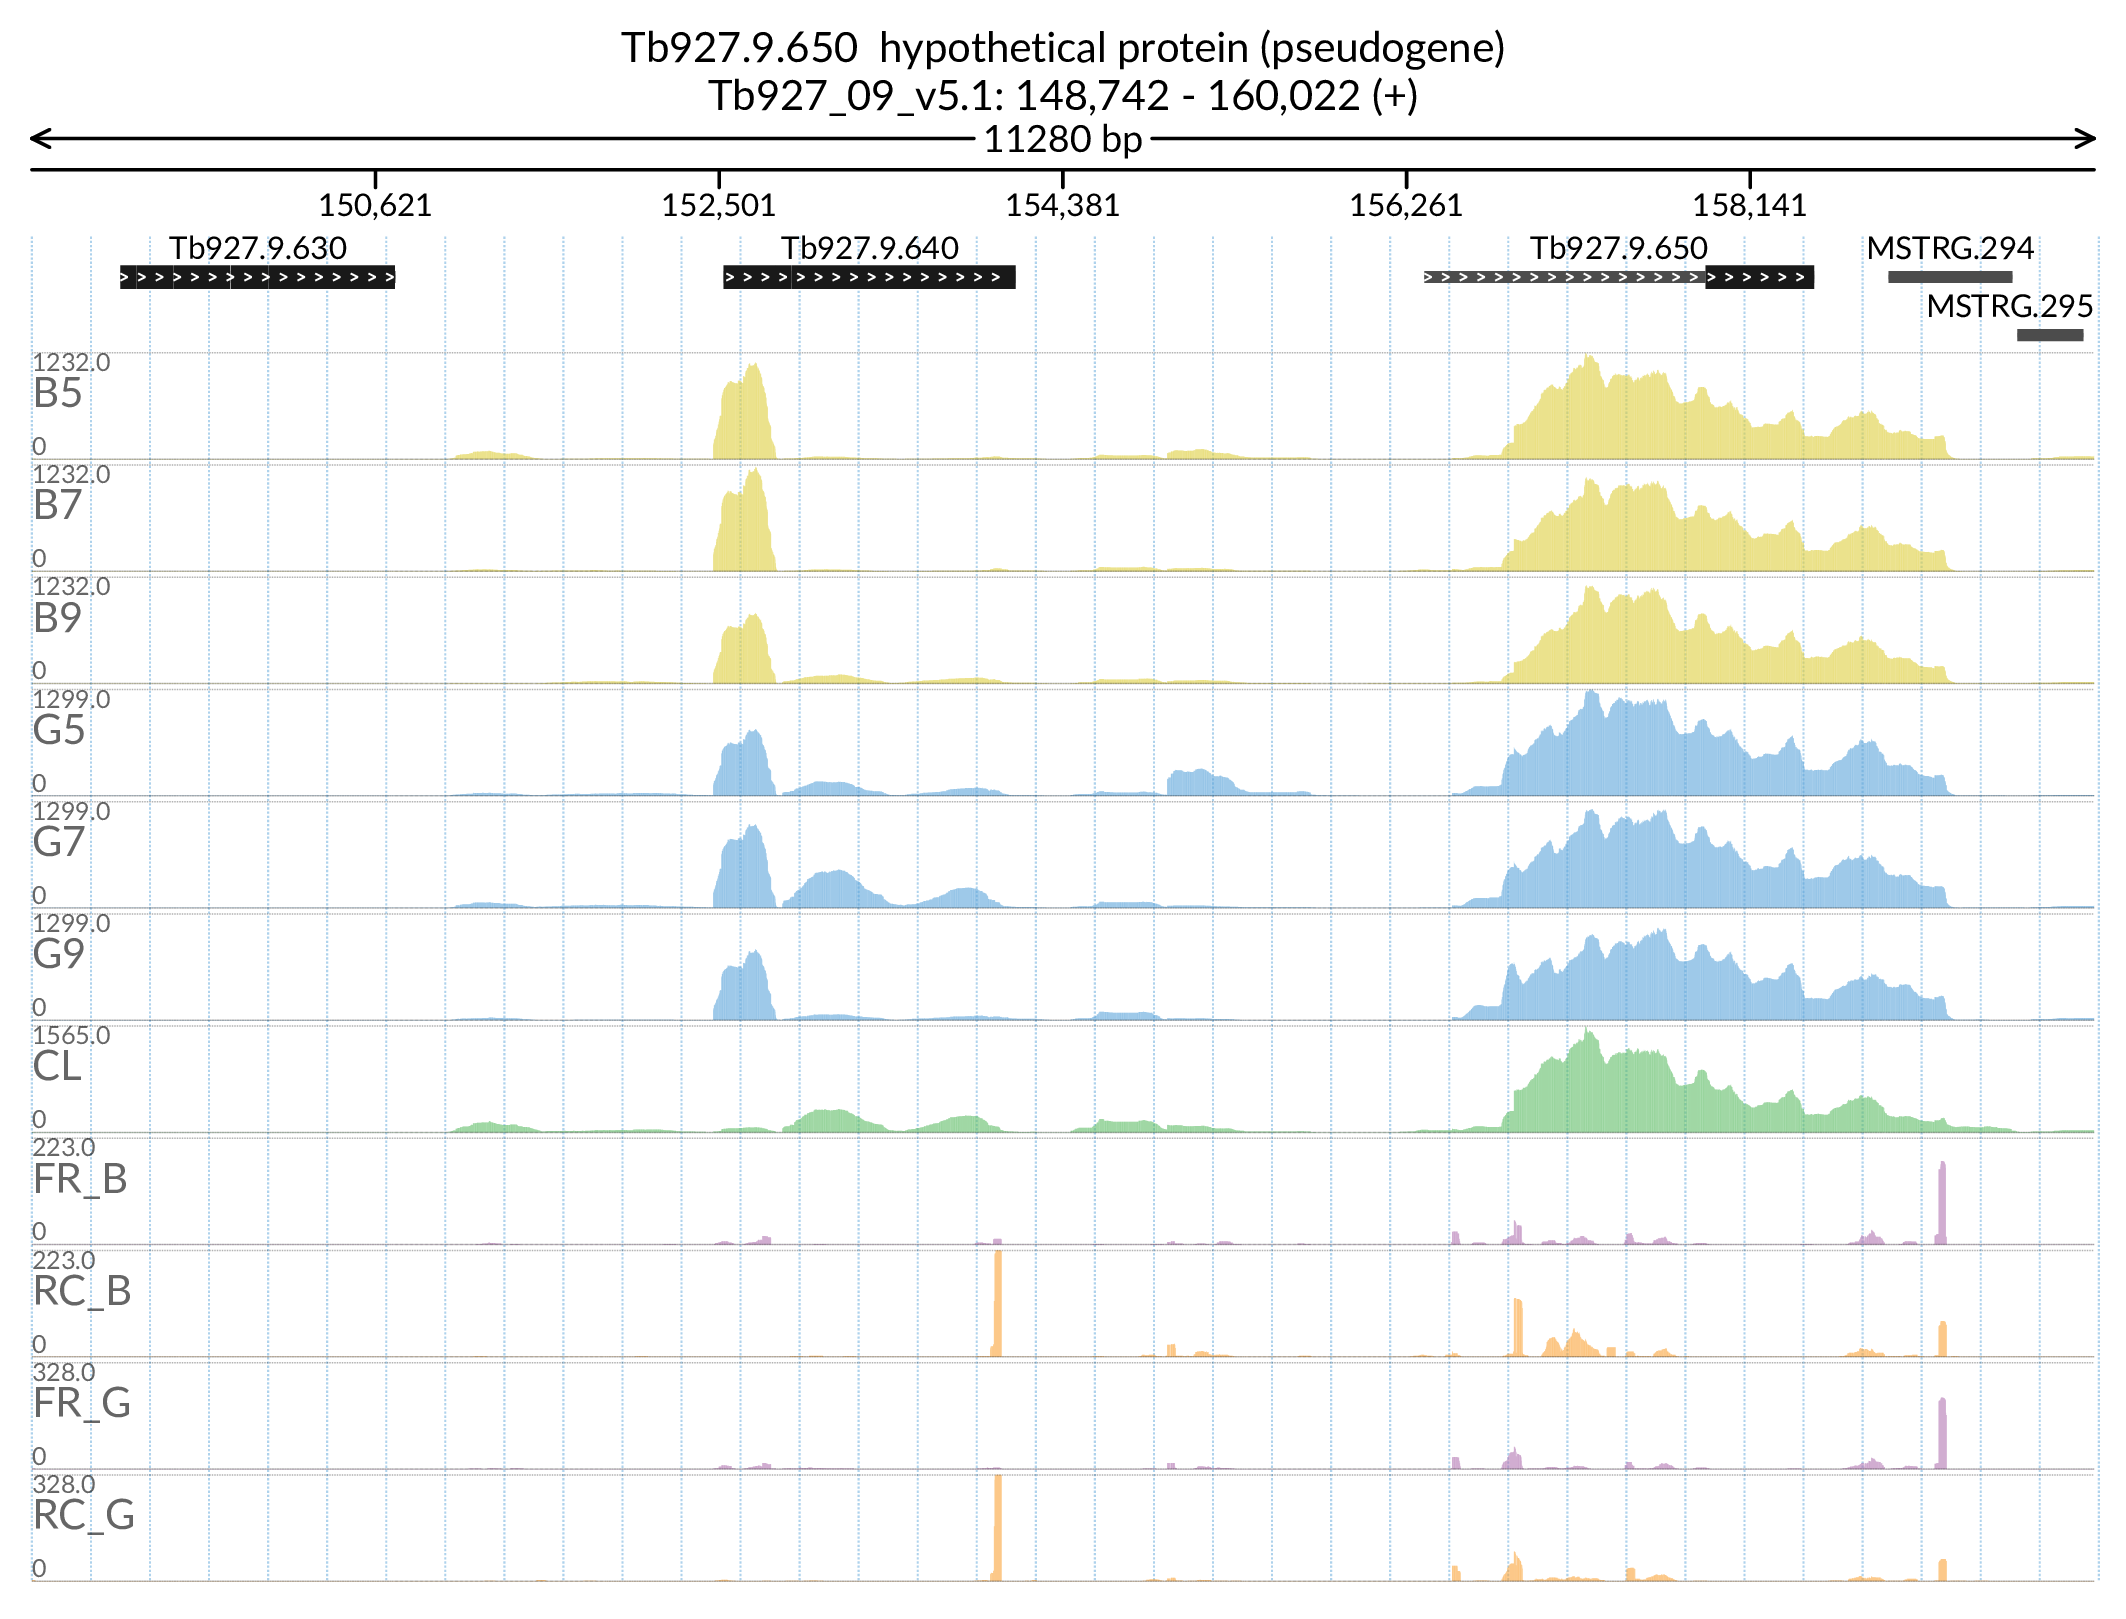 Tb927.9.650 hypothetical protein (pseudogene)
Tb927_09_v5.1: 148,742 - 160,022 (+)
11280 bp
150,621 152,501 154,381 156,261 158,141
Tb927.9.630 Tb927.9.640 Tb927.9.650 MSTRG.294
MSTRG.295
1232.0
B5
0
1232.0
B7
0
1232.0
B9
0
1299.0
G5
0
1299.0
G7
0
1299.0
G9
0
1565.0
CL
0
223.0
FR_B
0
223.0
RC_B
0
328.0
FR_G
0
328.0
RC_G
0